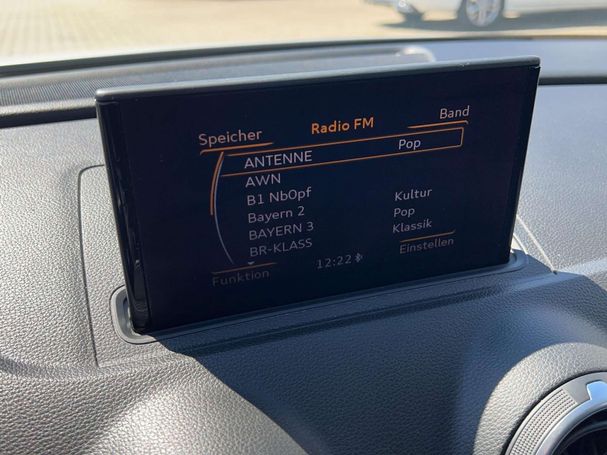 Speicher Radio FM Band
ANTENNE Pop
AWN
B1 NbOpf
Bayern 2 Kultur
BAYERN 3 Pop
BR-KLASS Klassik
Funktion 12:22 Einstellen